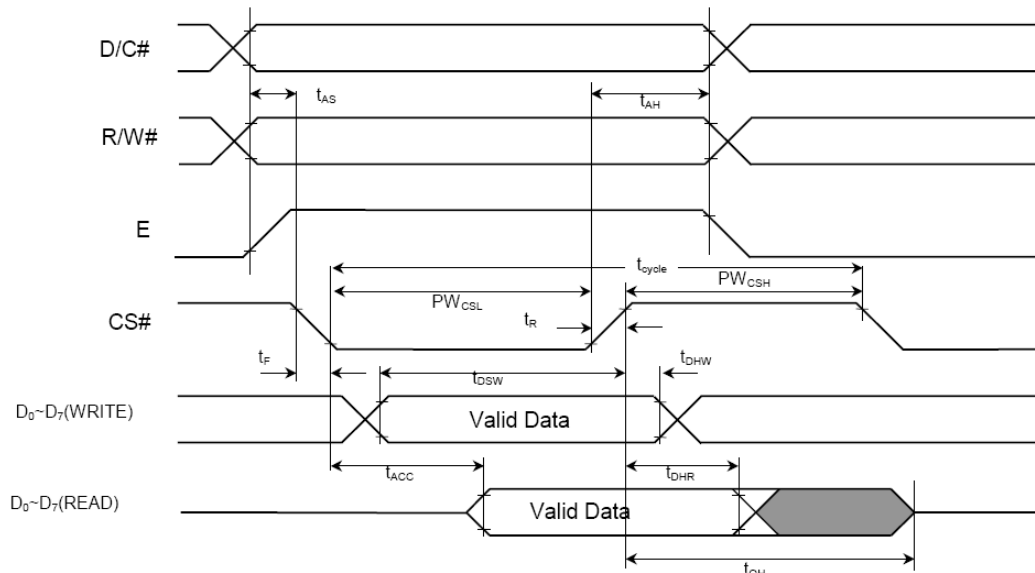 D/C#
tAS
tAH
R/W#
E
tcycle
PWCSL
PWCSH
CS#
tR
tF
tDSW
tDHW
D0~D7(WRITE)
Valid Data
tACC
tDHR
D0~D7(READ)
Valid Data